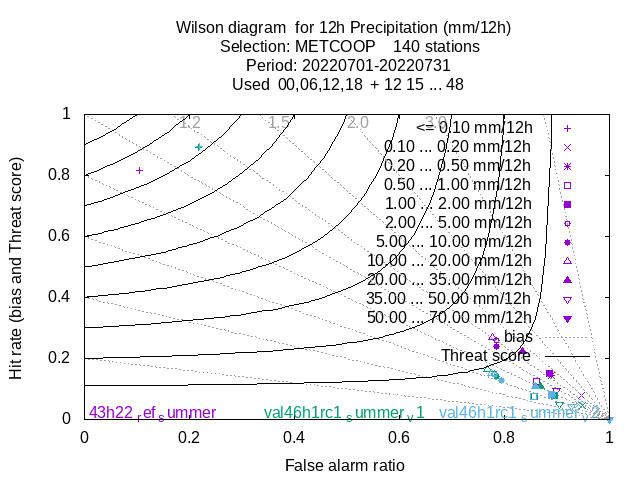 Wilson diagram  for 12h Precipitation (mm/12h)
Selection: METCOOP    140 stations
Period: 20220701-20220731
Used  00,06,12,18  + 12 15 ... 48
1
1.2 1.5 2.0 3.0
<= 0.10 mm/12h
0.10 ... 0.20 mm/12h
0.8
0.20 ... 0.50 mm/12h
0.50 ... 1.00 mm/12h
1.00 ... 2.00 mm/12h
0.6
2.00 ... 5.00 mm/12h
5.00 ... 10.00 mm/12h
10.00 ... 20.00 mm/12h
20.00 ... 35.00 mm/12h
0.4
35.00 ... 50.00 mm/12h
50.00 ... 70.00 mm/12h
bias
0.2
Threat score
43h22_ref_summer val46h1rc1_summer_v1 val46h1rc1_summer_v2
0
0 0.2 0.4 0.6 0.8 1
False alarm ratio
Hit rate (bias and Threat score)